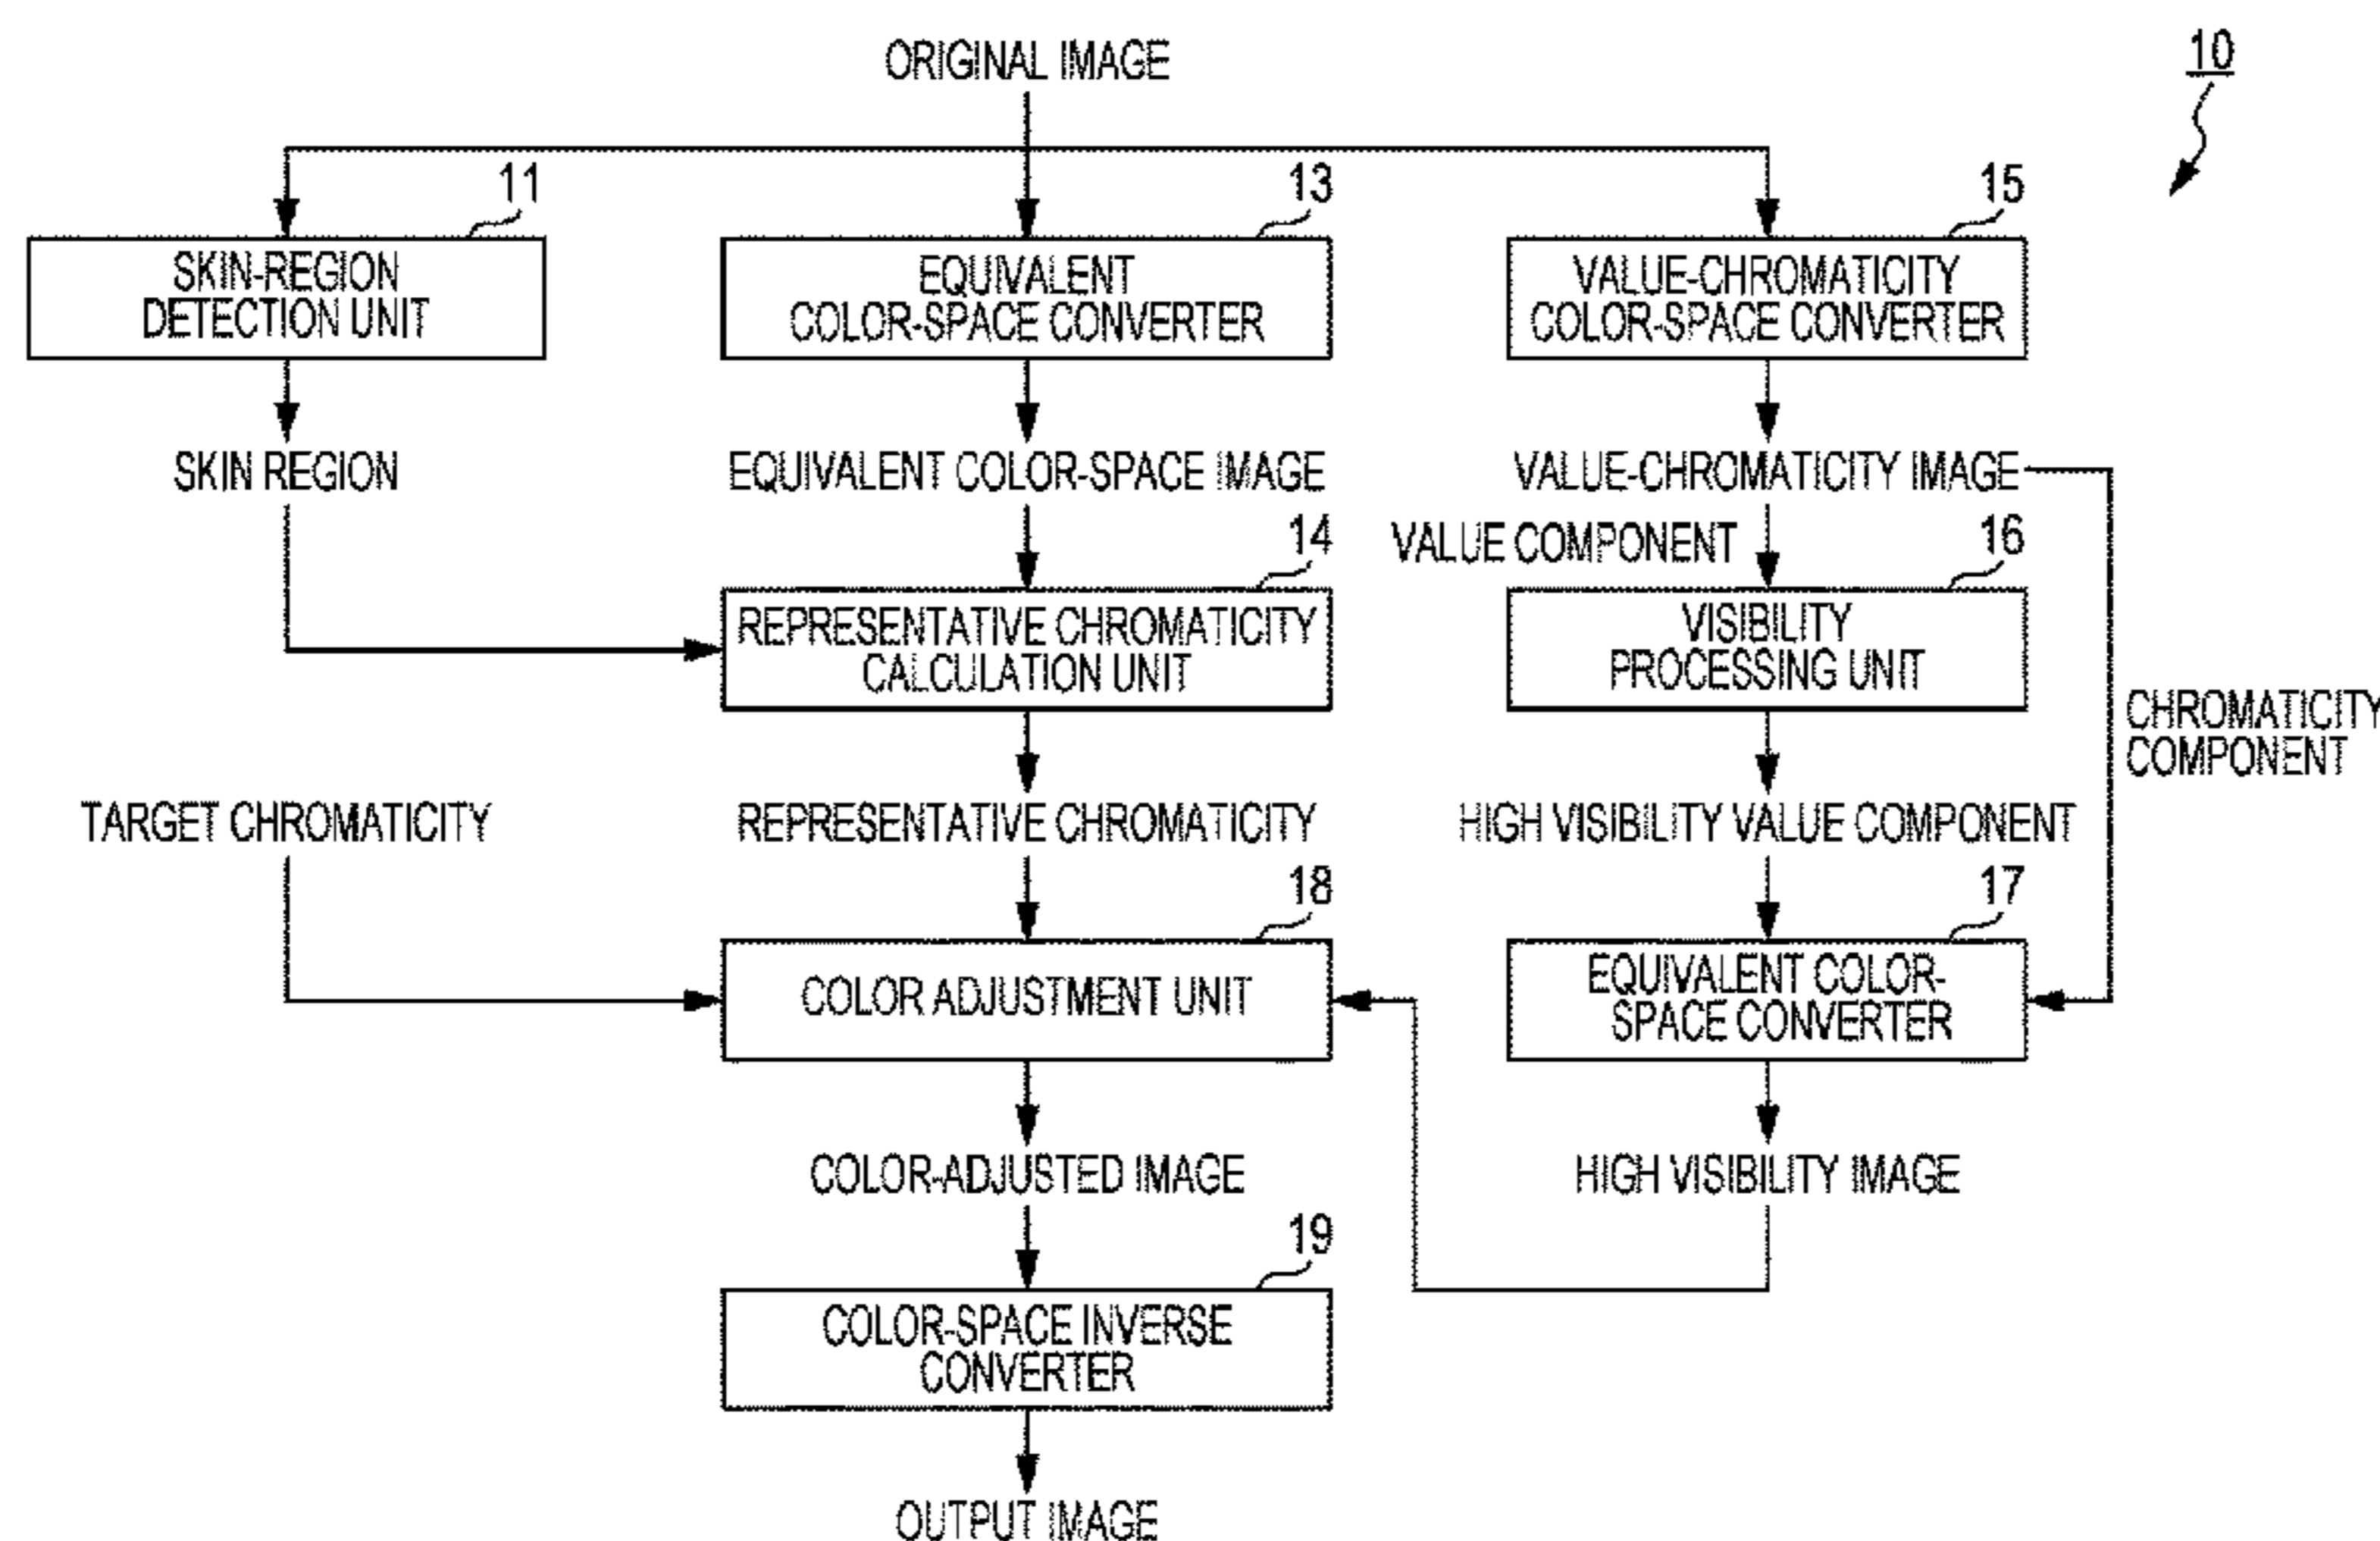 ORIGINAL IMAGE
10
11
13
15
SKIN-REGION
DETECTION UNIT
EQUIVALENT
COLOR-SPACE CONVERTER
VALUE-CHROMATICITY
COLOR-SPACE CONVERTER
SKIN REGION
EQUIVALENT COLOR-SPACE IMAGE
VALUE-CHROMATICITY IMAGE
VALUE COMPONENT
14
16
REPRESENTATIVE CHROMATICITY
CALCULATION UNIT
VISIBILITY
PROCESSING UNIT
CHROMATICITY
COMPONENT
TARGET CHROMATICITY
REPRESENTATIVE CHROMATICITY
HIGH VISIBILITY VALUE COMPONENT
18
17
COLOR ADJUSTMENT UNIT
EQUIVALENT COLOR-
SPACE CONVERTER
COLOR-ADJUSTED IMAGE
HIGH VISIBILITY IMAGE
19
COLOR-SPACE INVERSE
CONVERTER
OUTPUT IMAGE